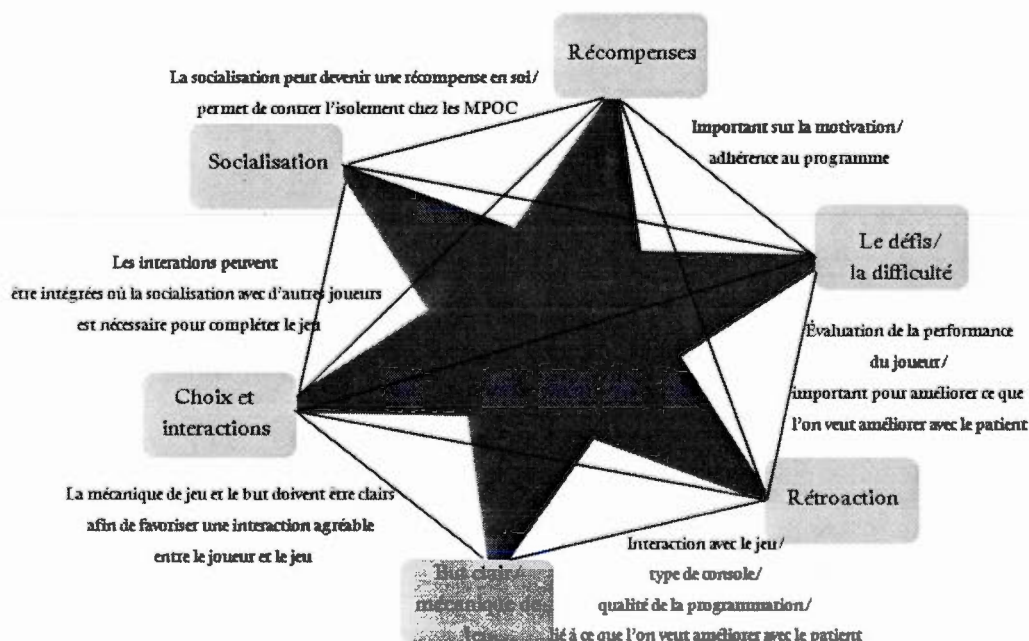 Récompenses
La socialisation peut devenir une récompense en soi/
permet de contrer l'isolement chez les MPOC
Important sur la motivation/
adhérence au programme
Socialisation
Le défis/
la difficulté
Les interations peuvent
être intégrées où la socialisation avec d'autres joueurs
est nécessaire pour compléter le jeu
Évaluation de la performance
du joueur/
important pour améliorer ce que
l'on veut améliorer avec le patient
Choix et
interactions
Rétroaction
La mécanique de jeu et le but doivent être clairs
afin de favoriser une interaction agréable
entre le joueur et le jeu
Interaction avec le jeu/
type de console/
qualité de la programmation/
lié à ce que l'on veut améliorer avec le patient
But clair/
mécanique de